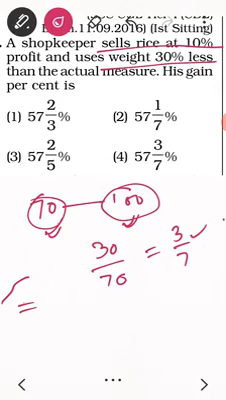 m.11.09.2016) (Ist Sitting)
A shopkeeper sells rice at 10%
profit and uses weight 30% less
than the actual measure. His gain
per cent is
(1) 57 2/3 % (2) 57 1/7 %
(3) 57 2/5 % (4) 57 3/7 %
70 100
30/70 = 3/7
=